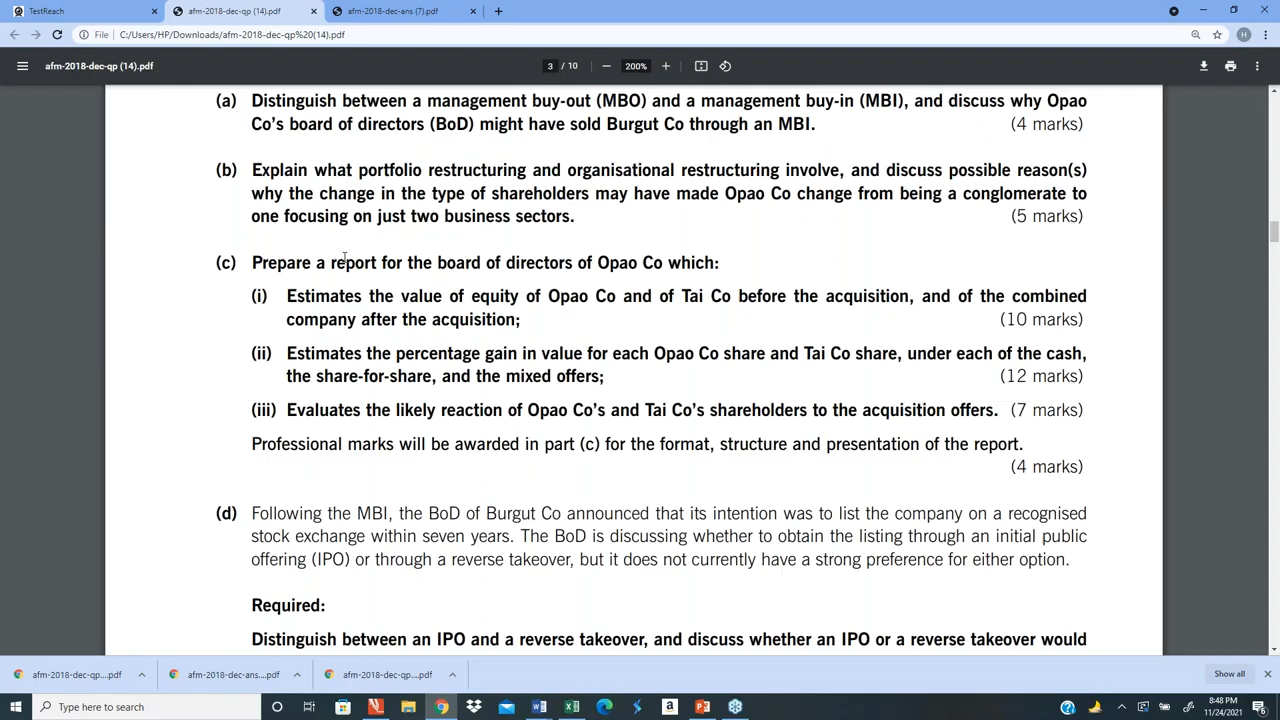 TestReach
afm-2018-dec-qp (14).pdf
afm-2018-dec-ans (7).pdf
File
C:/Users/HP/Downloads/afm-2018-dec-qp%20(14).pdf
H
afm-2018-dec-qp (14).pdf
3 / 10
200%
(a) Distinguish between a management buy-out (MBO) and a management buy-in (MBI), and discuss why Opao
Co's board of directors (BoD) might have sold Burgut Co through an MBI. (4 marks)
(b) Explain what portfolio restructuring and organisational restructuring involve, and discuss possible reason(s)
why the change in the type of shareholders may have made Opao Co change from being a conglomerate to
one focusing on just two business sectors. (5 marks)
(c) Prepare a report for the board of directors of Opao Co which:
(i) Estimates the value of equity of Opao Co and of Tai Co before the acquisition, and of the combined
company after the acquisition; (10 marks)
(ii) Estimates the percentage gain in value for each Opao Co share and Tai Co share, under each of the cash,
the share-for-share, and the mixed offers; (12 marks)
(iii) Evaluates the likely reaction of Opao Co's and Tai Co's shareholders to the acquisition offers. (7 marks)
Professional marks will be awarded in part (c) for the format, structure and presentation of the report.
(4 marks)
(d) Following the MBI, the BoD of Burgut Co announced that its intention was to list the company on a recognised
stock exchange within seven years. The BoD is discussing whether to obtain the listing through an initial public
offering (IPO) or through a reverse takeover, but it does not currently have a strong preference for either option.
Required:
Distinguish between an IPO and a reverse takeover, and discuss whether an IPO or a reverse takeover would
afm-2018-dec-qp....pdf
afm-2018-dec-ans....pdf
afm-2018-dec-qp....pdf
Show all
Type here to search
8:48 PM
11/24/2021